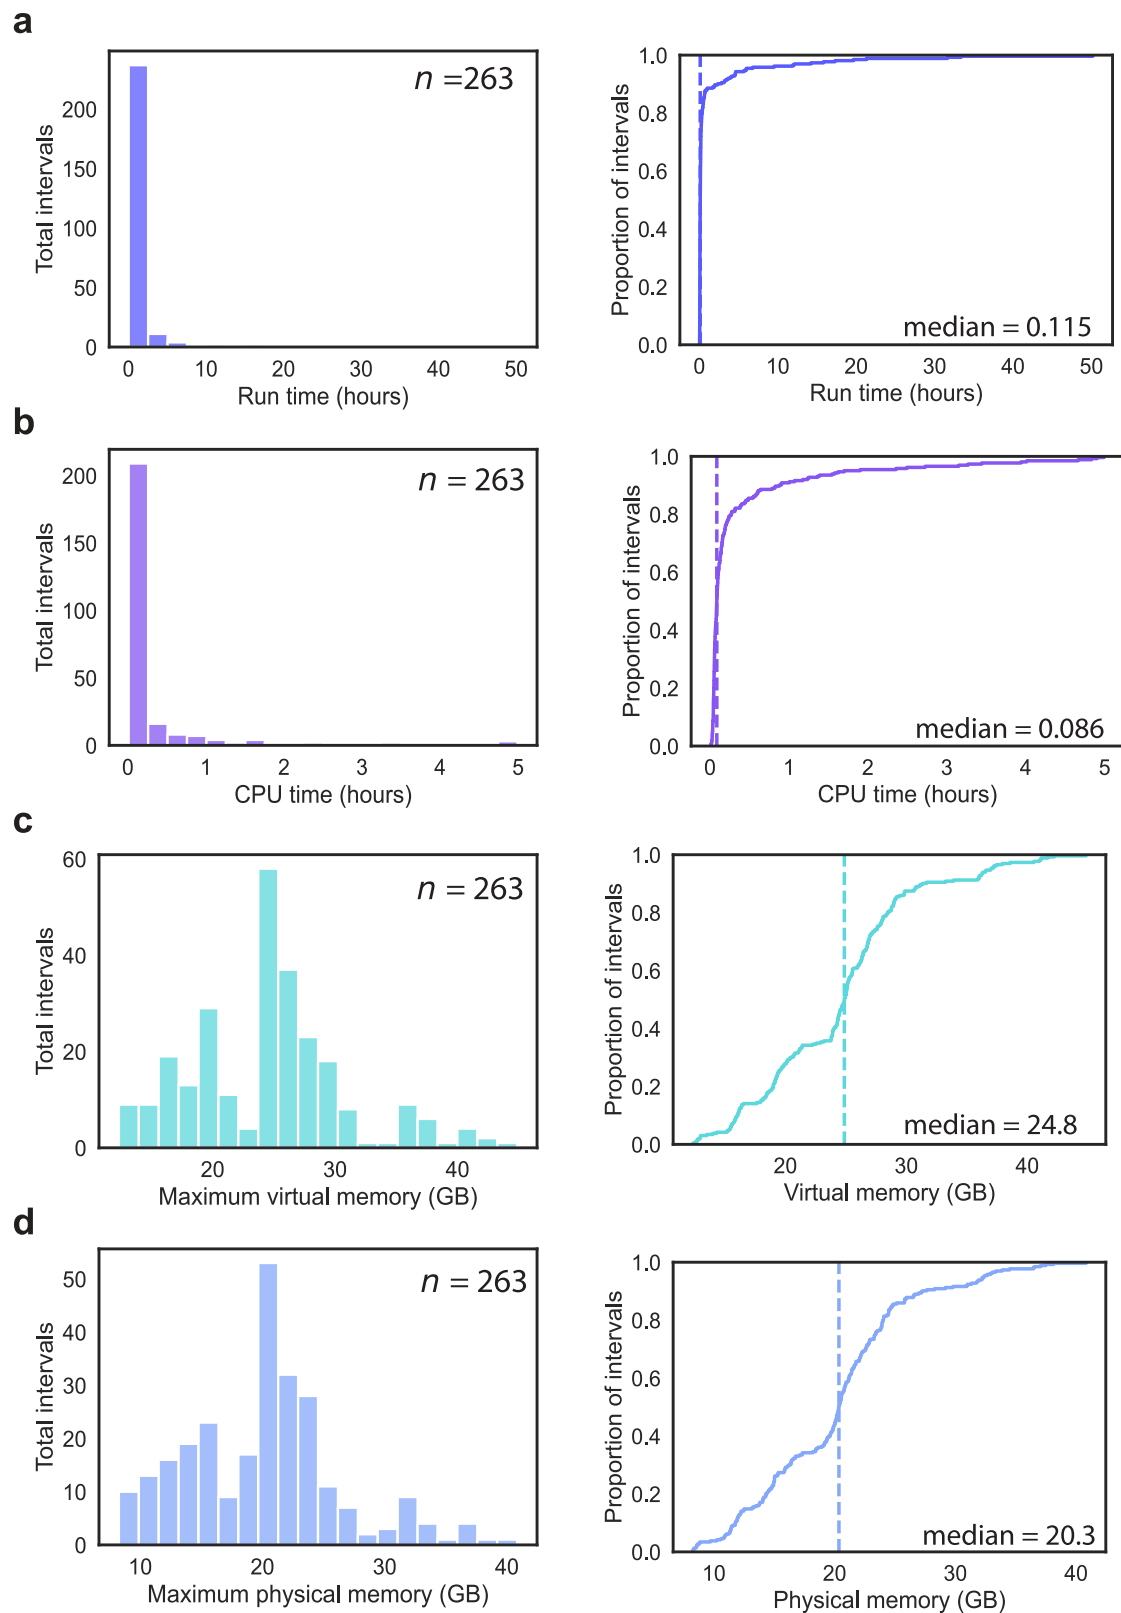 a
n =263
Total intervals
200
150
100
50
0
0 10 20 30 40 50
Run time (hours)
Proportion of intervals
1.0
0.8
0.6
0.4
0.2
0.0
median = 0.115
0 10 20 30 40 50
Run time (hours)
b
n = 263
Total intervals
200
150
100
50
0
0 1 2 3 4 5
CPU time (hours)
Proportion of intervals
1.0
0.8
0.6
0.4
0.2
0.0
median = 0.086
0 1 2 3 4 5
CPU time (hours)
c
n = 263
Total intervals
60
40
20
0
20 30 40
Maximum virtual memory (GB)
Proportion of intervals
1.0
0.8
0.6
0.4
0.2
0.0
median = 24.8
20 30 40
Virtual memory (GB)
d
n = 263
Total intervals
50
40
30
20
10
0
10 20 30 40
Maximum physical memory (GB)
Proportion of intervals
1.0
0.8
0.6
0.4
0.2
0.0
median = 20.3
10 20 30 40
Physical memory (GB)